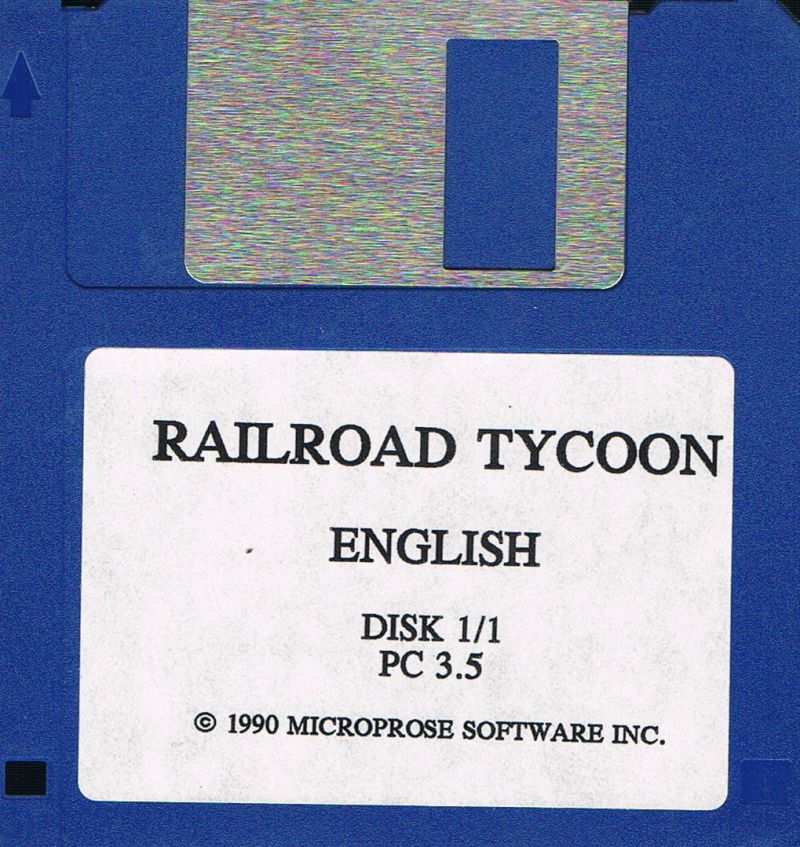 RAILROAD TYCOON
ENGLISH
DISK 1/1
PC 3.5
© 1990 MICROPROSE SOFTWARE INC.